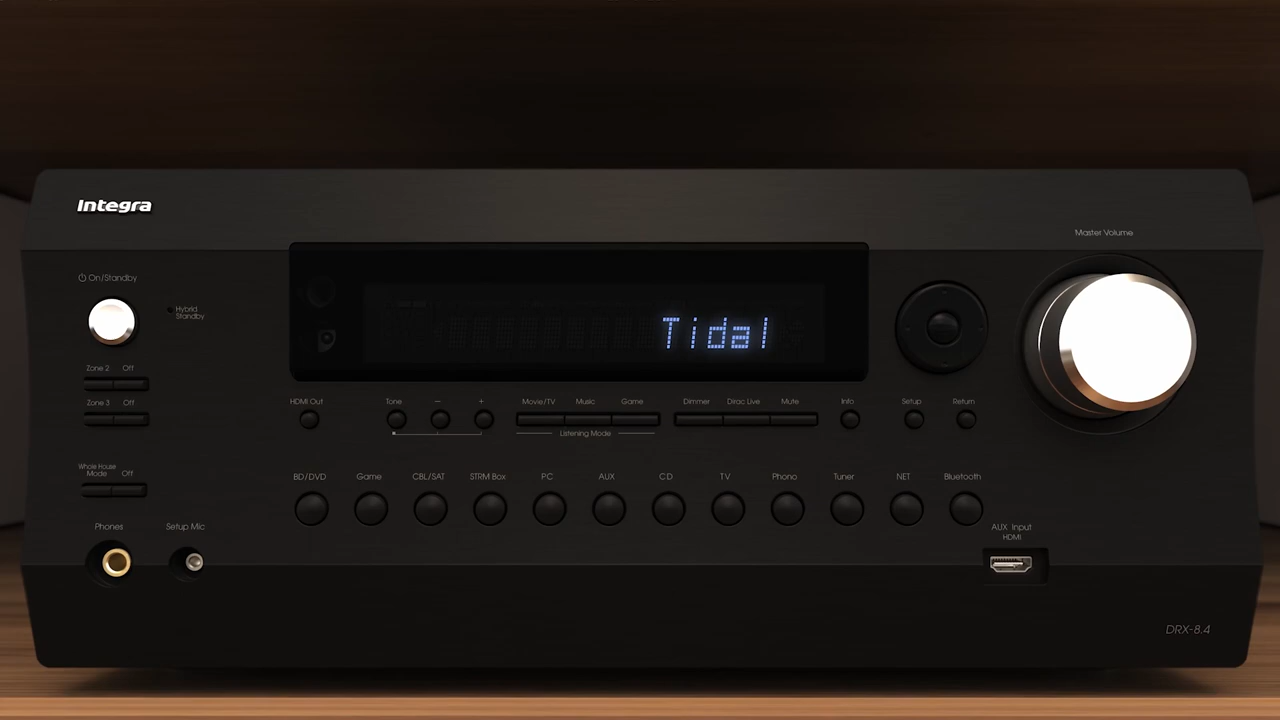 Integra
Master Volume
On/Standby
Hybrid
Standby
Tidal
Zone 2 Off
Zone 3 Off
HDMI Out
Tone − +
Movie/TV Music Game
Listening Mode
Dimmer Dirac Live Mute
Info
Setup Return
Whole House
Mode Off
BD/DVD Game CBL/SAT STRM Box PC AUX CD TV Phono Tuner NET Bluetooth
Phones Setup Mic
AUX Input
HDMI
DRX-8.4